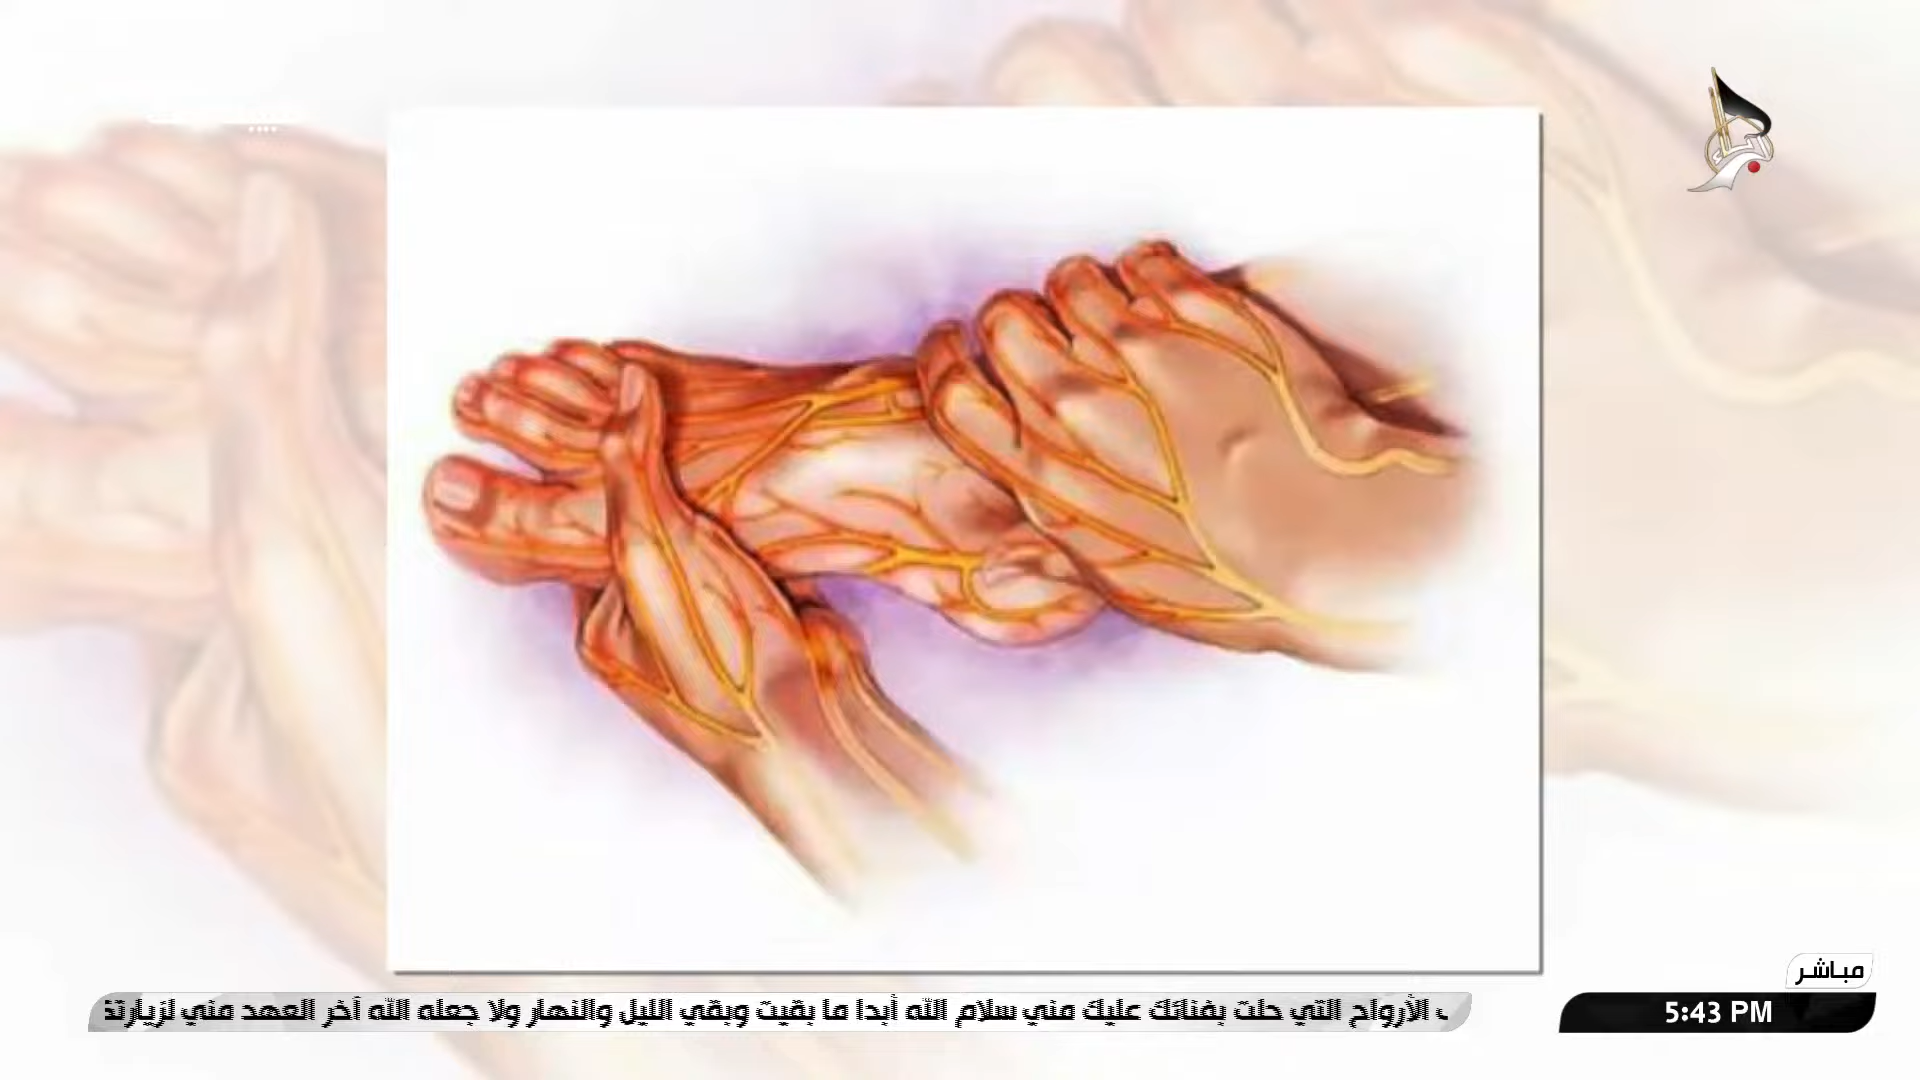 مباشر
5:43 PM
الأرواح التي حلت بفنائك عليك مني سلام الله أبدا ما بقيت وبقي الليل والنهار ولا جعله الله آخر العهد مني